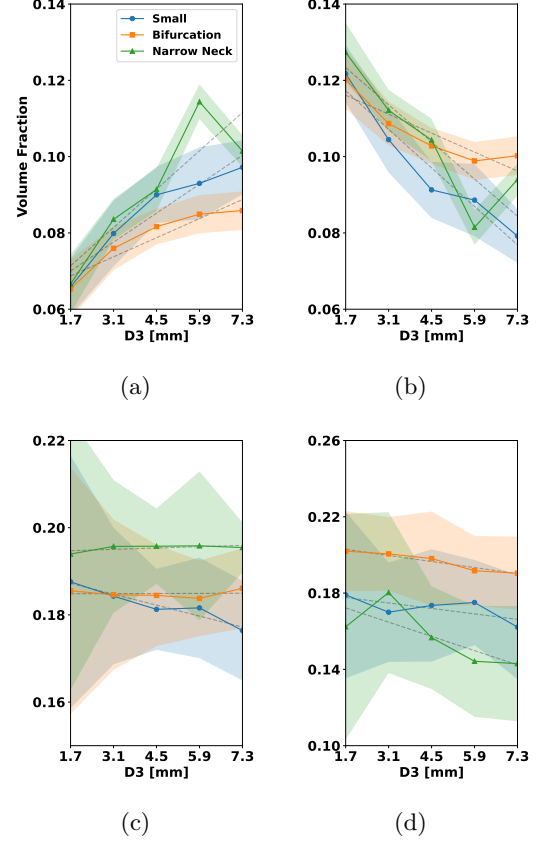 0.14
0.12
0.10
0.08
0.06
Volume Fraction
Small
Bifurcation
Narrow Neck
1.7 3.1 4.5 5.9 7.3
D3 [mm]
(a)
0.14
0.12
0.10
0.08
0.06
1.7 3.1 4.5 5.9 7.3
D3 [mm]
(b)
0.22
0.20
0.18
0.16
1.7 3.1 4.5 5.9 7.3
D3 [mm]
(c)
0.26
0.22
0.18
0.14
0.10
1.7 3.1 4.5 5.9 7.3
D3 [mm]
(d)